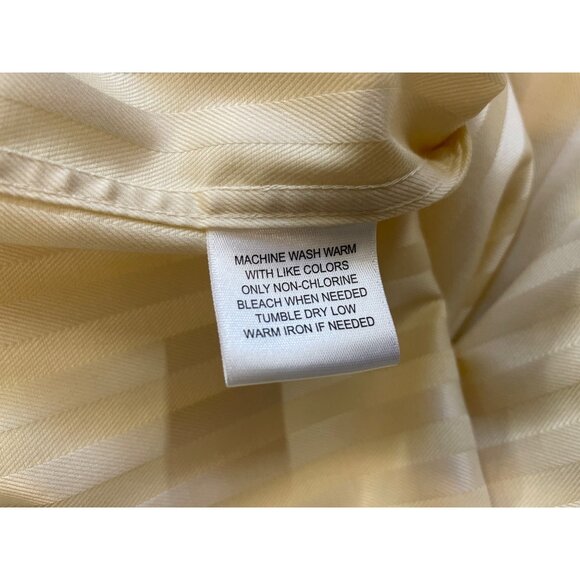 MACHINE WASH WARM
WITH LIKE COLORS
ONLY NON-CHLORINE
BLEACH WHEN NEEDED
TUMBLE DRY LOW
WARM IRON IF NEEDED